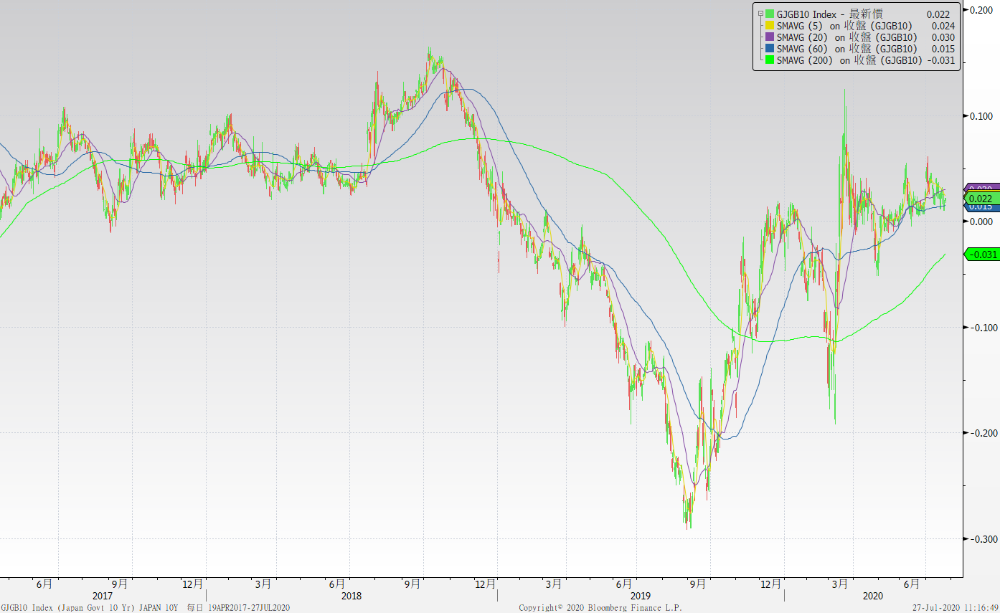 GJGB10 Index - 最新價 0.022
SMAVG (5) on 收盤 (GJGB10) 0.024
SMAVG (20) on 收盤 (GJGB10) 0.030
SMAVG (60) on 收盤 (GJGB10) 0.015
SMAVG (200) on 收盤 (GJGB10) -0.031
0.200
0.100
0.030
0.022
0.015
0.000
-0.031
-0.100
-0.200
-0.300
6月 9月 12月 3月 6月 9月 12月 3月 6月 9月 12月 3月 6月
2017 2018 2019 2020
GJGB10 Index (Japan Govt 10 Yr) JAPAN 10Y 每日 19APR2017-27JUL2020 Copyright© 2020 Bloomberg Finance L.P. 27-Jul-2020 11:16:49